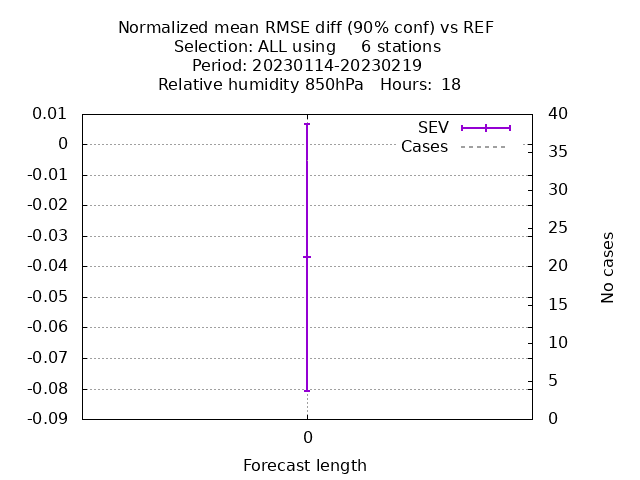 Normalized mean RMSE diff (90% conf) vs REF
Selection: ALL using     6 stations
Period: 20230114-20230219
Relative humidity 850hPa   Hours:  18
SEV
Cases
0.01
0
-0.01
-0.02
-0.03
-0.04
-0.05
-0.06
-0.07
-0.08
-0.09
40
35
30
25
20
15
10
5
0
No cases
0
Forecast length